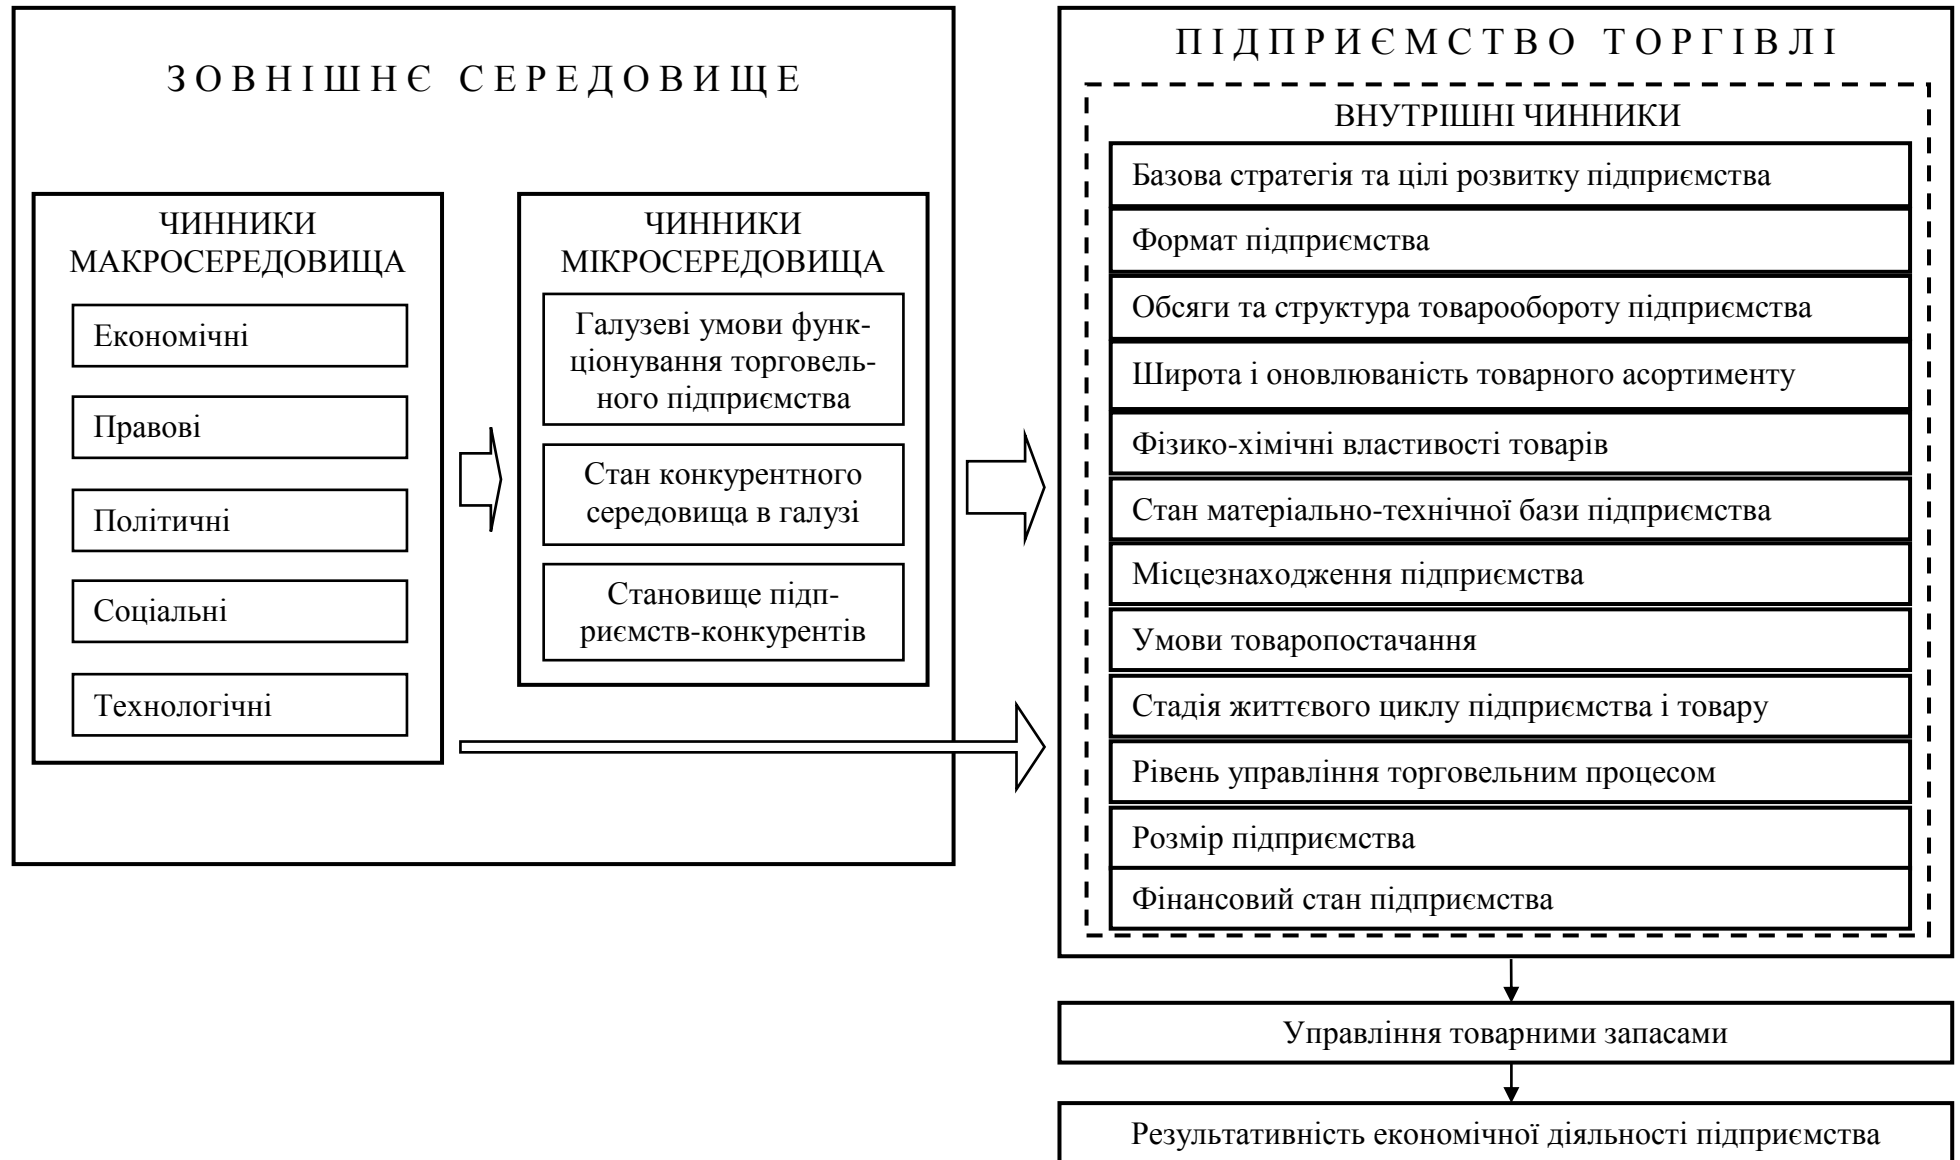 ЗОВНІШНЄ СЕРЕДОВИЩЕ
ЧИННИКИ
МАКРОСЕРЕДОВИЩА
Економічні
Правові
Політичні
Соціальні
Технологічні
ЧИННИКИ
МІКРОСЕРЕДОВИЩА
Галузеві умови функ-
ціонування торговель-
ного підприємства
Стан конкурентного
середовища в галузі
Становище підп-
риємств-конкурентів
ПІДПРИЄМСТВО ТОРГІВЛІ
ВНУТРІШНІ ЧИННИКИ
Базова стратегія та цілі розвитку підприємства
Формат підприємства
Обсяги та структура товарообороту підприємства
Широта і оновлюваність товарного асортименту
Фізико-хімічні властивості товарів
Стан матеріально-технічної бази підприємства
Місцезнаходження підприємства
Умови товаропостачання
Стадія життєвого циклу підприємства і товару
Рівень управління торговельним процесом
Розмір підприємства
Фінансовий стан підприємства
Управління товарними запасами
Результативність економічної діяльності підприємства